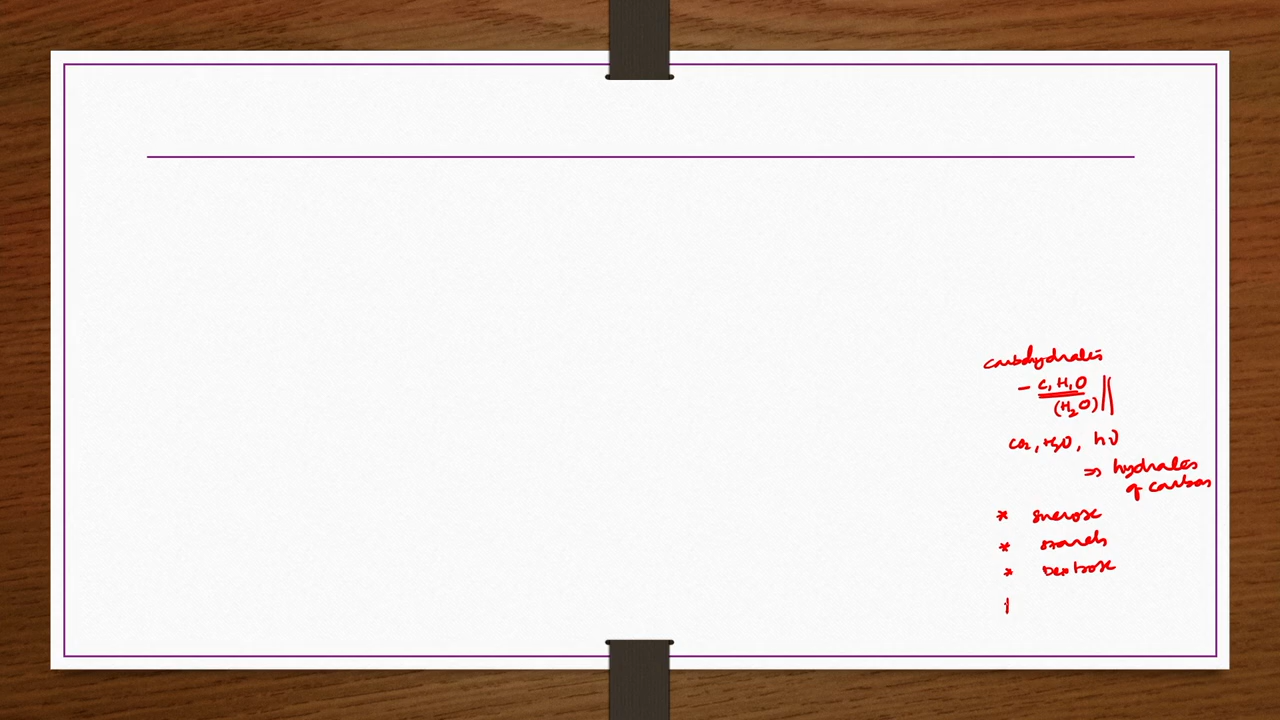 carbohydrates
- C, H, O
(H2O)
CO2, H2O, hν
⇒ hydrates
of carbon
* Sucrose
* starch
* Dextrose